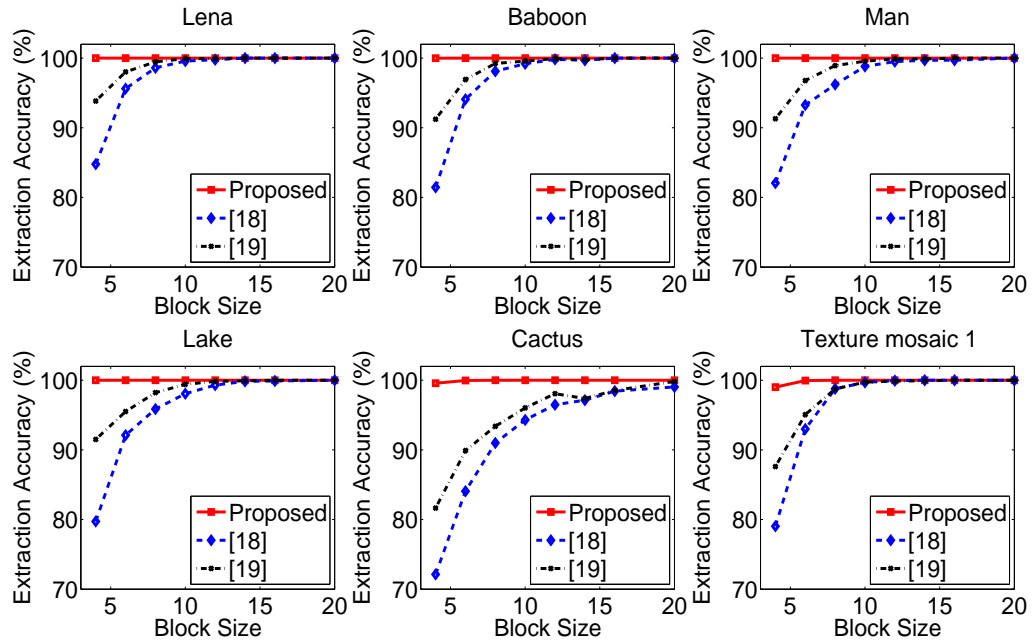 Lena
Extraction Accuracy (%)
100
90
80
70
5 10 15 20
Block Size
Proposed
[18]
[19]
Baboon
Extraction Accuracy (%)
100
90
80
70
5 10 15 20
Block Size
Proposed
[18]
[19]
Man
Extraction Accuracy (%)
100
90
80
70
5 10 15 20
Block Size
Proposed
[18]
[19]
Lake
Extraction Accuracy (%)
100
90
80
70
5 10 15 20
Block Size
Proposed
[18]
[19]
Cactus
Extraction Accuracy (%)
100
90
80
70
5 10 15 20
Block Size
Proposed
[18]
[19]
Texture mosaic 1
Extraction Accuracy (%)
100
90
80
70
5 10 15 20
Block Size
Proposed
[18]
[19]